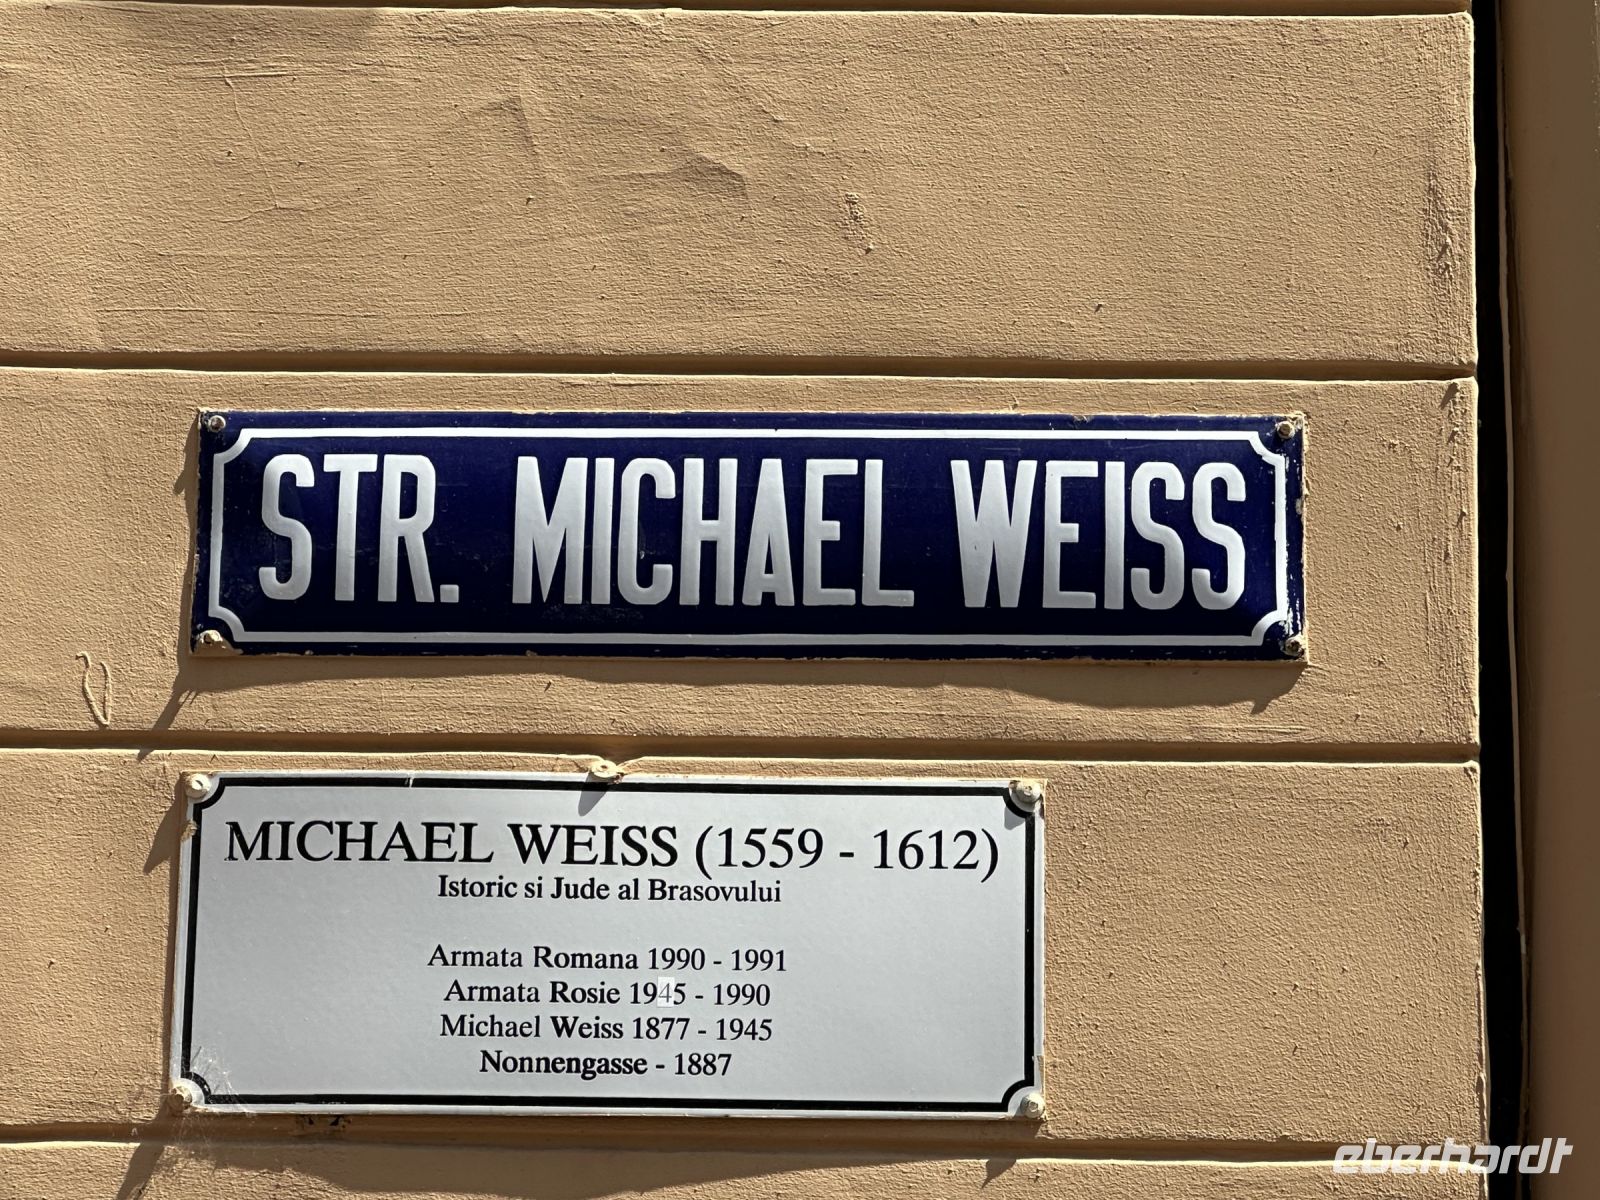 STR. MICHAEL WEISS
MICHAEL WEISS (1559 - 1612)
Istoric si Jude al Brasovului
Armata Romana 1990 - 1991
Armata Rosie 1945 - 1990
Michael Weiss 1877 - 1945
Nonnengasse - 1887
eberhardt